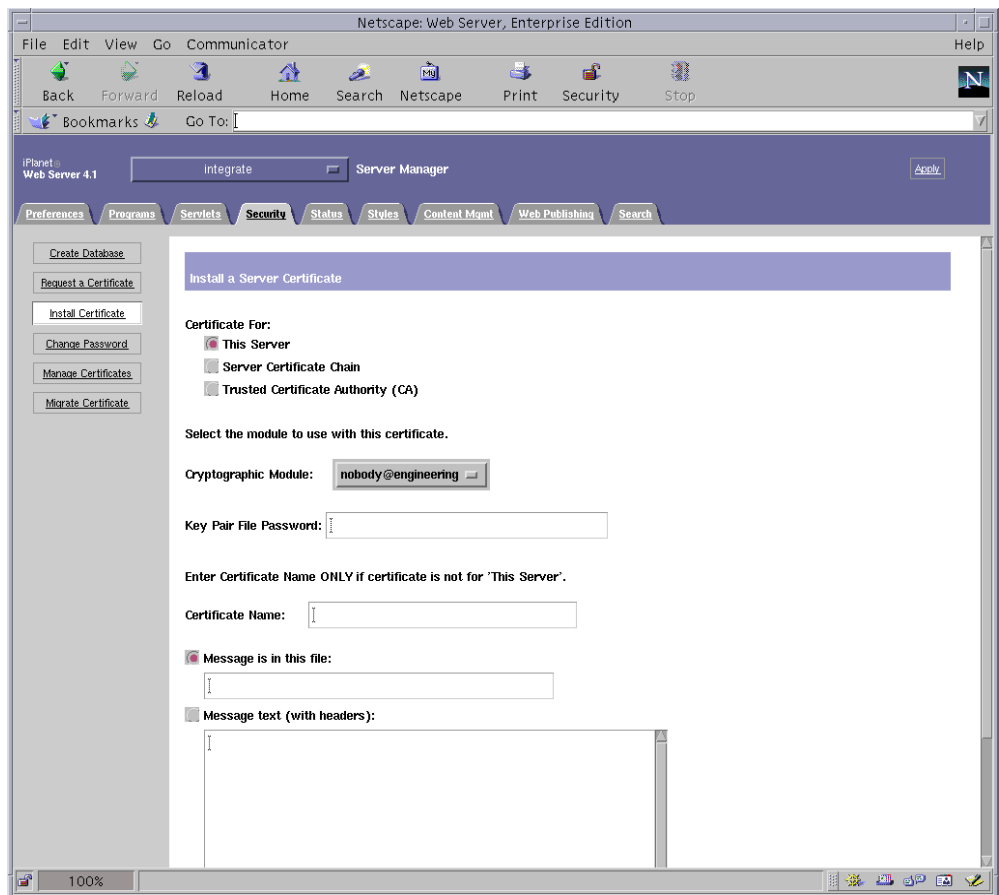 Netscape: Web Server, Enterprise Edition
File Edit View Go Communicator Help
Back Forward Reload Home Search Netscape Print Security Stop
My
N
Bookmarks Go To:
iPlanet
Web Server 4.1
integrate
Server Manager
Apply
Preferences Programs Servlets Security Status Styles Content Mgmt Web Publishing Search
Create Database
Request a Certificate
Install Certificate
Change Password
Manage Certificates
Migrate Certificate
Install a Server Certificate
Certificate For:
This Server
Server Certificate Chain
Trusted Certificate Authority (CA)
Select the module to use with this certificate.
Cryptographic Module: nobody@engineering
Key Pair File Password:
Enter Certificate Name ONLY if certificate is not for 'This Server'.
Certificate Name:
Message is in this file:
Message text (with headers):
100%